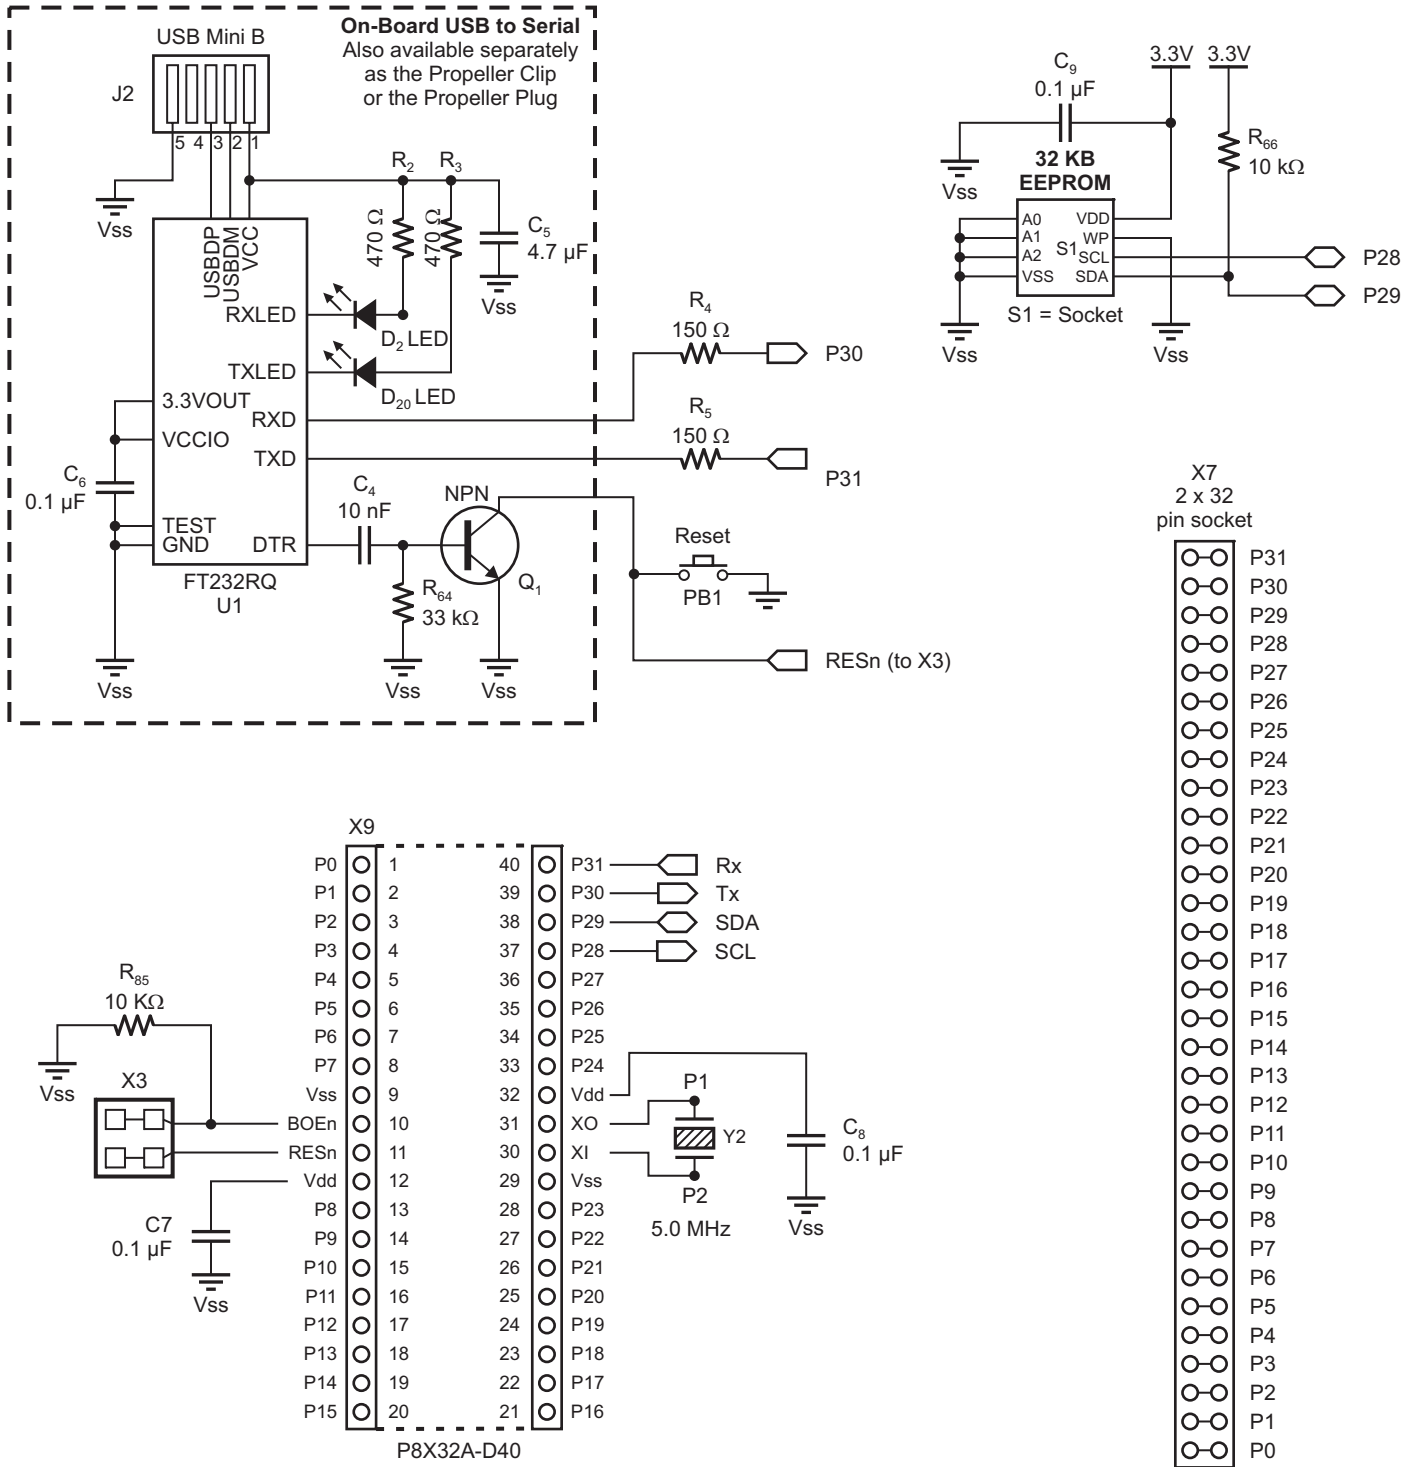 On-Board USB to Serial
Also available separately
as the Propeller Clip
or the Propeller Plug
USB Mini B
J2
5 4 3 2 1
Vss
USBDP
USBDM
VCC
R2
470 Ω
R3
470 Ω
C5
4.7 µF
Vss
RXLED
D2 LED
TXLED
D20 LED
3.3VOUT
RXD
VCCIO
TXD
C6
0.1 µF
TEST
GND
DTR
FT232RQ
U1
Vss
C4
10 nF
NPN
Q1
R64
33 kΩ
Vss
Vss
R4
150 Ω
P30
R5
150 Ω
P31
Reset
PB1
RESn (to X3)
C9
0.1 µF
3.3V
3.3V
Vss
R66
10 kΩ
32 KB
EEPROM
A0
A1
A2
VSS
S1
VDD
WP
SCL
SDA
S1 = Socket
P28
P29
Vss
Vss
X7
2 x 32
pin socket
P31
P30
P29
P28
P27
P26
P25
P24
P23
P22
P21
P20
P19
P18
P17
P16
P15
P14
P13
P12
P11
P10
P9
P8
P7
P6
P5
P4
P3
P2
P1
P0
X9
P0 1 40 P31 Rx
P1 2 39 P30 Tx
P2 3 38 P29 SDA
P3 4 37 P28 SCL
P4 5 36 P27
P5 6 35 P26
P6 7 34 P25
P7 8 33 P24
Vss 9 32 Vdd
BOEn 10 31 XO
RESn 11 30 XI
Vdd 12 29 Vss
P8 13 28 P23
P9 14 27 P22
P10 15 26 P21
P11 16 25 P20
P12 17 24 P19
P13 18 23 P18
P14 19 22 P17
P15 20 21 P16
P8X32A-D40
R85
10 KΩ
Vss
X3
C7
0.1 µF
Vss
P1
Y2
P2
5.0 MHz
C8
0.1 µF
Vss